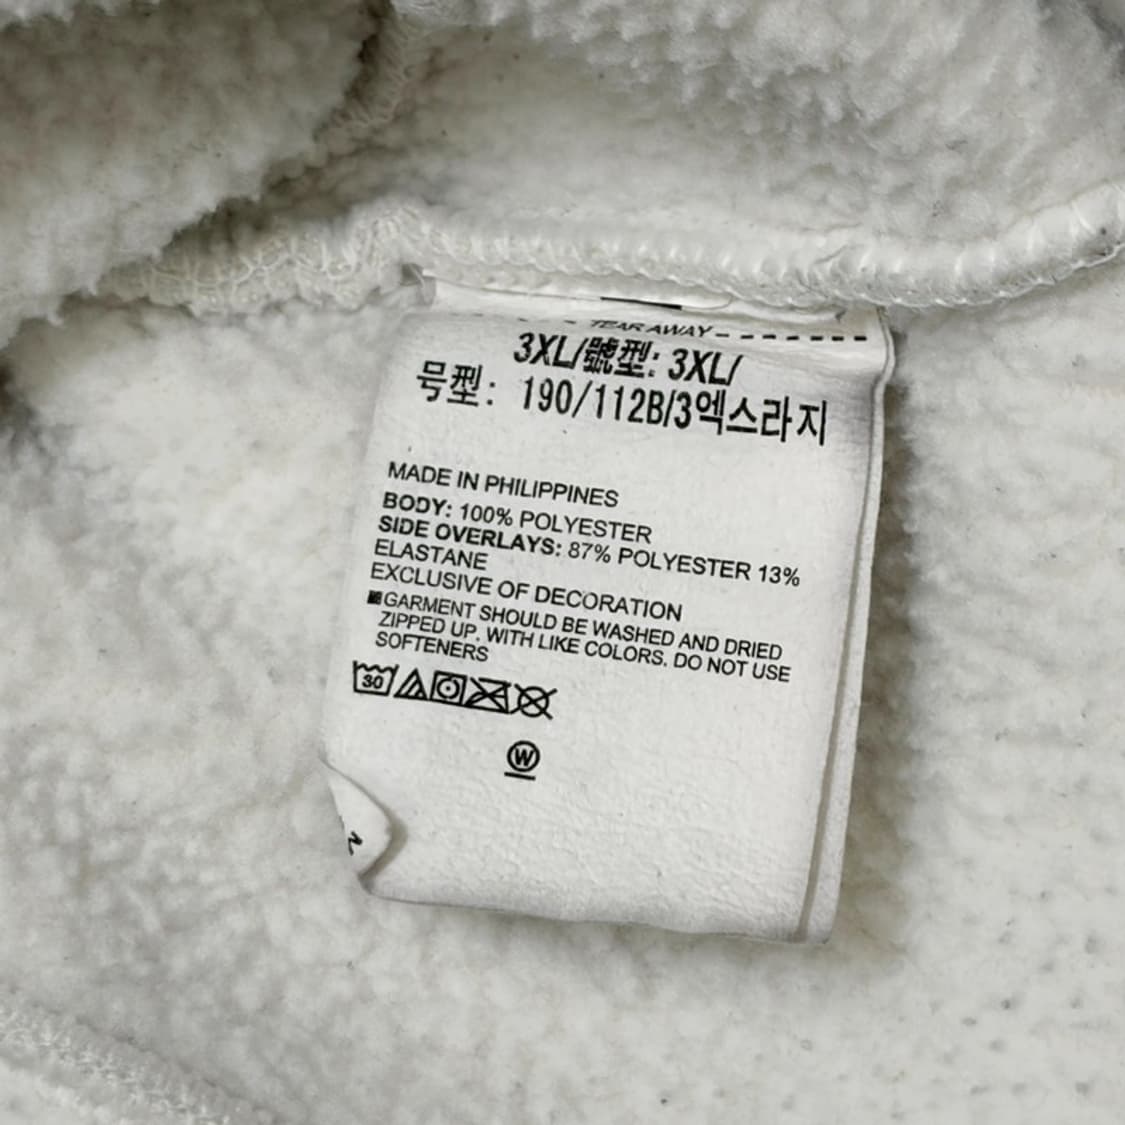 TEAR AWAY
3XL/號型: 3XL/
号型: 190/112B/3엑스라지
MADE IN PHILIPPINES
BODY: 100% POLYESTER
SIDE OVERLAYS: 87% POLYESTER 13%
ELASTANE
EXCLUSIVE OF DECORATION
GARMENT SHOULD BE WASHED AND DRIED
ZIPPED UP. WITH LIKE COLORS. DO NOT USE
SOFTENERS
30
W